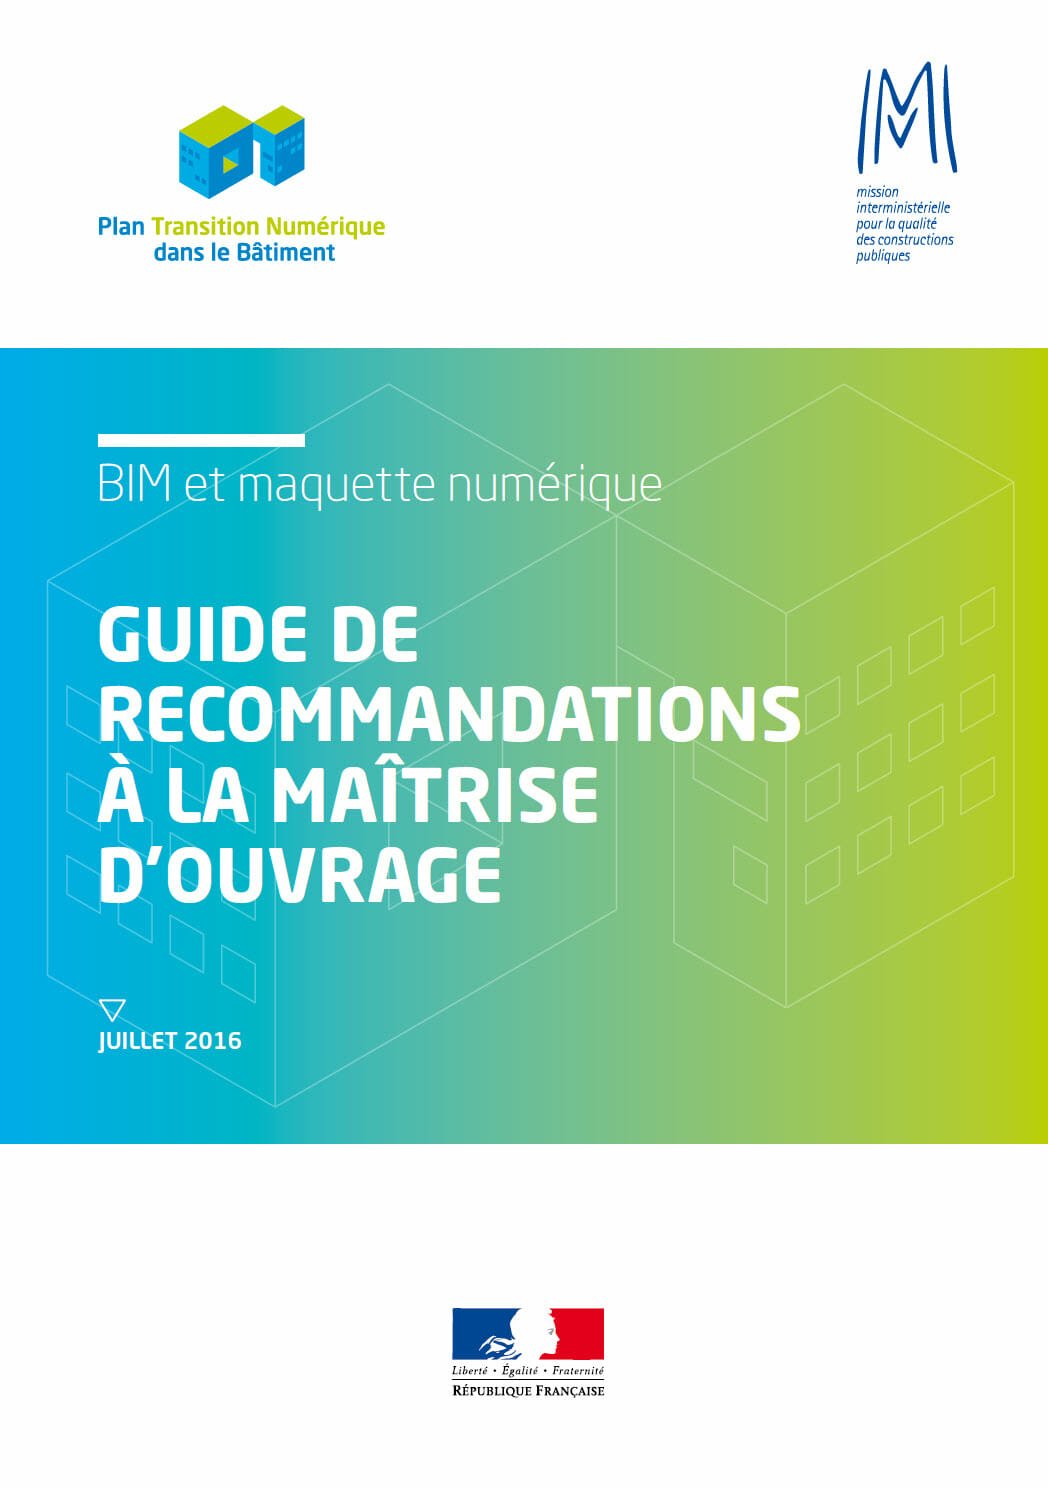 Plan Transition Numérique
dans le Bâtiment
mission
interministérielle
pour la qualité
des constructions
publiques
BIM et maquette numérique
GUIDE DE
RECOMMANDATIONS
À LA MAÎTRISE
D’OUVRAGE
JUILLET 2016
Liberté • Égalité • Fraternité
RÉPUBLIQUE FRANÇAISE